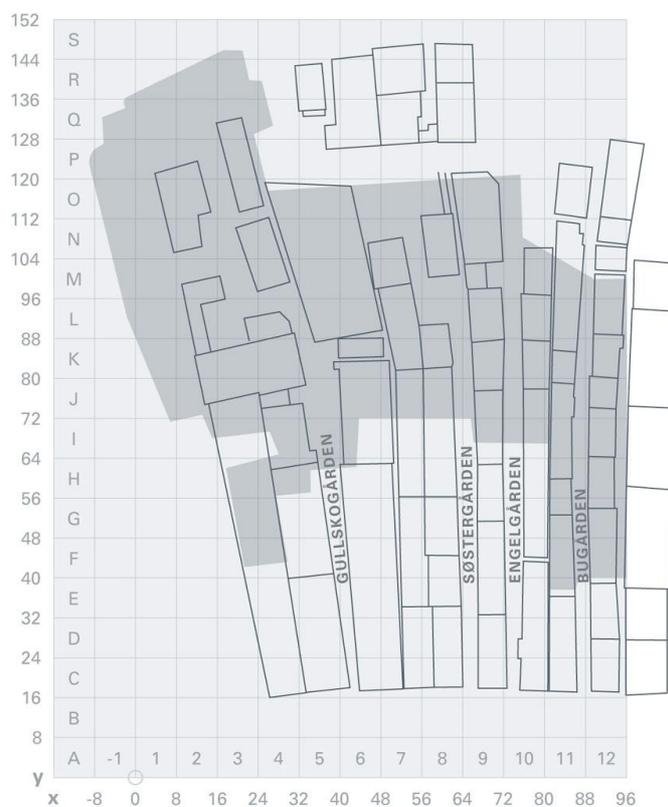 152
144 S
R
136
Q
128
P
120
O
112
N
104
M
96
L
88
K
80
J
72
I
64
H
56
G
48
F
40
E
32
D
24
C
16
B
8
A -1 1 2 3 4 5 6 7 8 9 10 11 12
y
x -8 0 8 16 24 32 40 48 56 64 72 80 88 96
GULLSKOGÅRDEN
SØSTERGÅRDEN
ENGELGÅRDEN
BUGÅRDEN